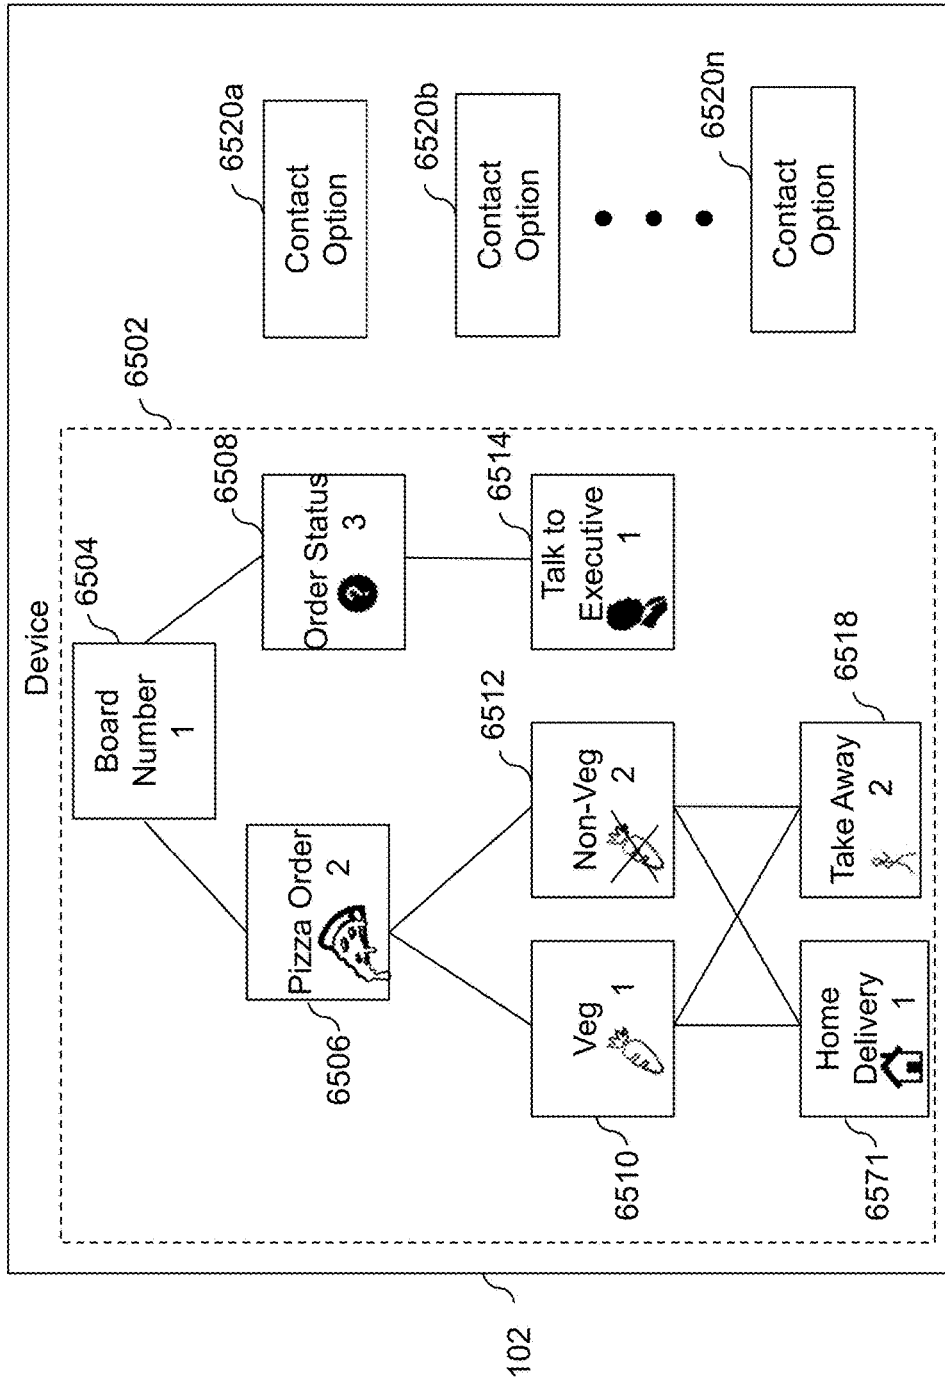 Device
6502
6504
Board
Number
1
6506
Pizza Order
2
6508
Order Status
3
?
6520a
Contact
Option
6510
Veg
1
6512
Non-Veg
2
6514
Talk to
Executive
1
6520b
Contact
Option
6571
Home
Delivery
1
6518
Take Away
2
6520n
Contact
Option
102